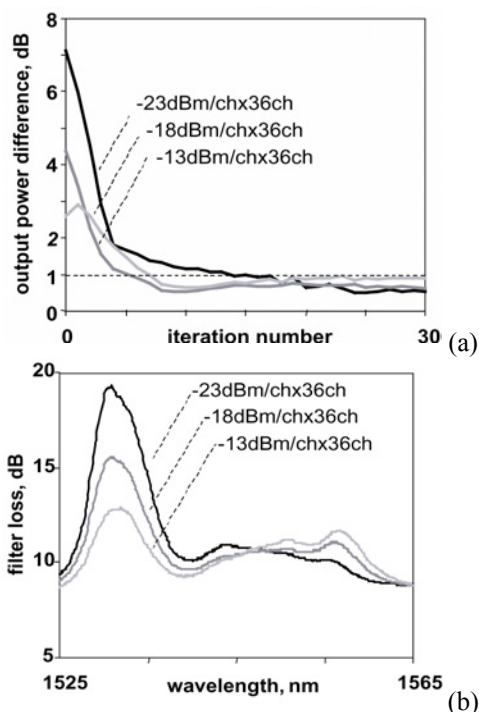 8
6
4
2
1
0
output power difference, dB
-23dBm/chx36ch
-18dBm/chx36ch
-13dBm/chx36ch
0
iteration number
30
(a)
20
15
10
5
filter loss, dB
-23dBm/chx36ch
-18dBm/chx36ch
-13dBm/chx36ch
1525
wavelength, nm
1565
(b)